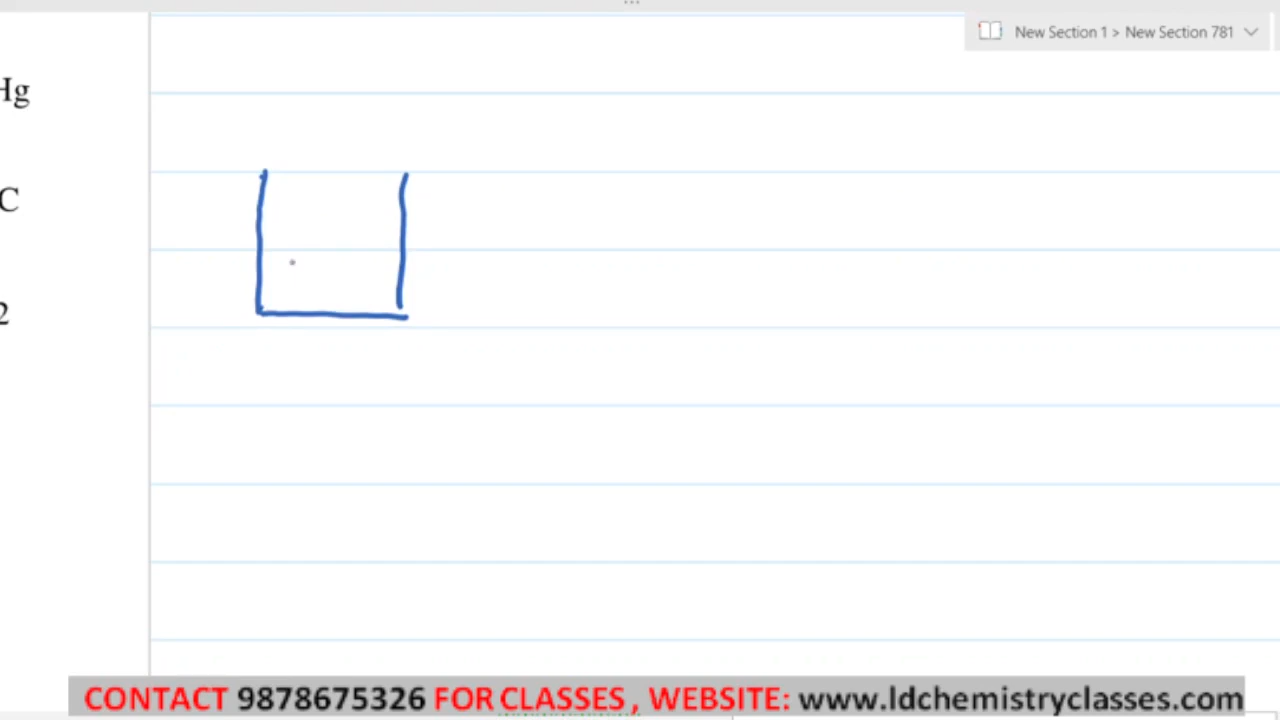 New Section 1 > New Section 781
Hg
C
2
CONTACT 9878675326 FOR CLASSES , WEBSITE: www.ldchemistryclasses.com